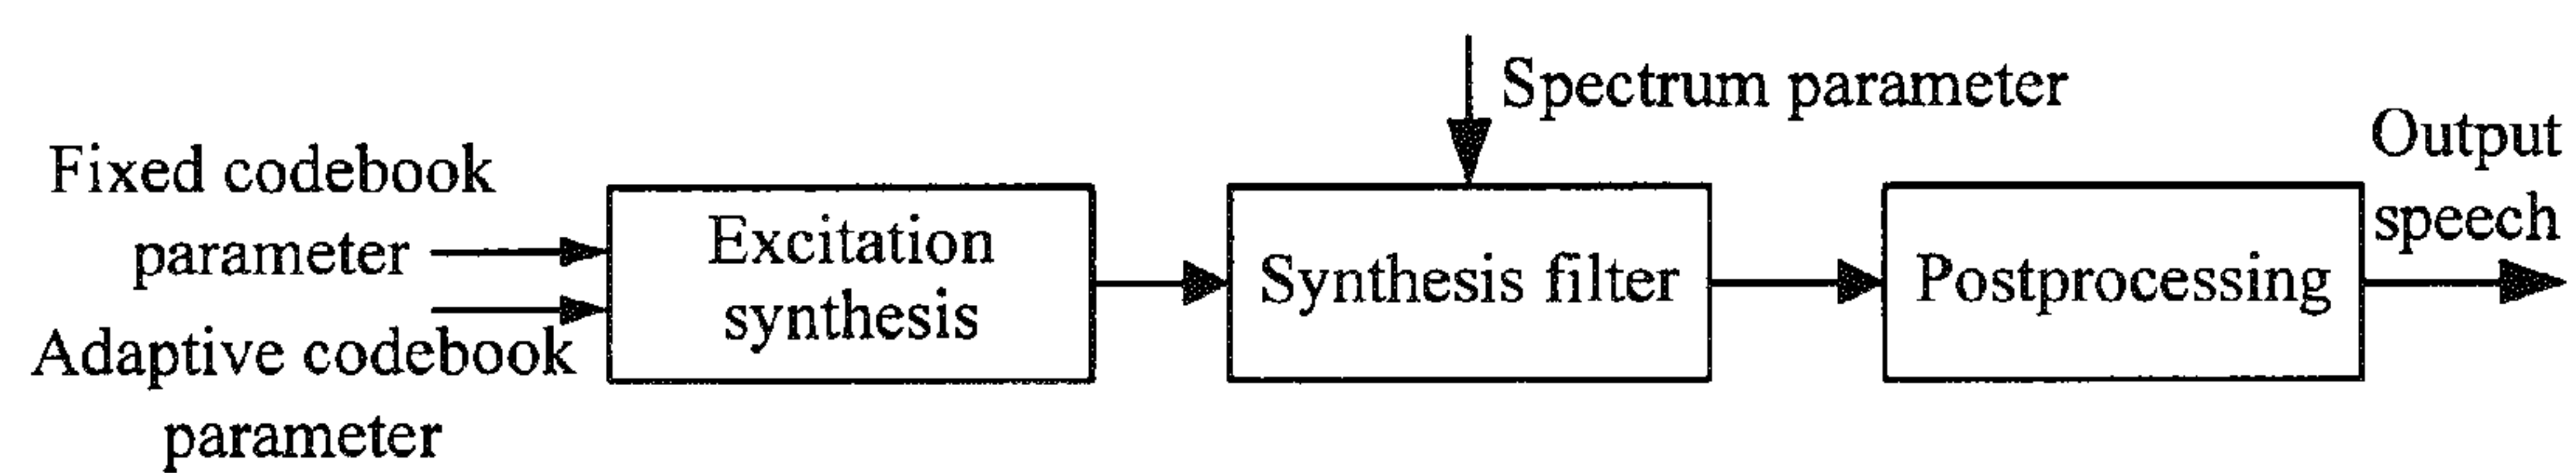 Fixed codebook
parameter
Adaptive codebook
parameter
Excitation
synthesis
Spectrum parameter
Synthesis filter
Postprocessing
Output
speech